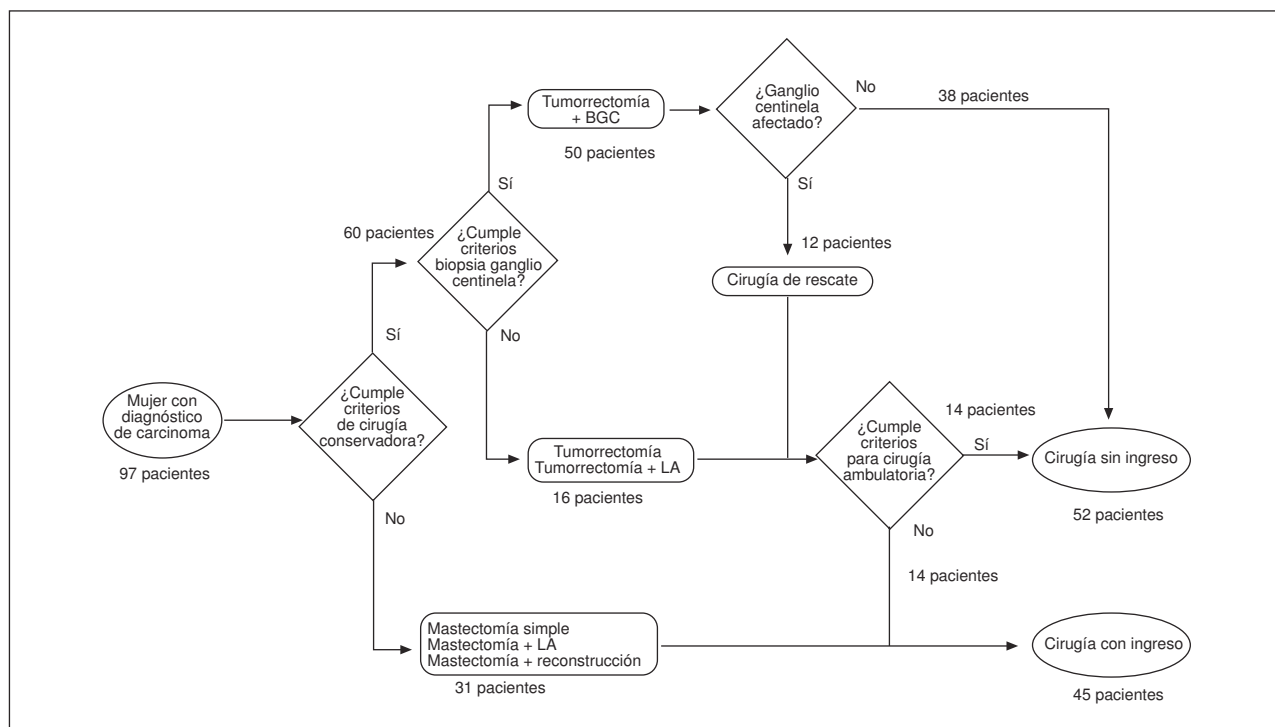 Mujer con
diagnóstico
de carcinoma
97 pacientes
¿Cumple
criterios
de cirugía
conservadora?
Sí
No
60 pacientes
¿Cumple
criterios
biopsia ganglio
centinela?
Sí
No
Tumorrectomía
+ BGC
50 pacientes
¿Ganglio
centinela
afectado?
No
38 pacientes
Sí
12 pacientes
Cirugía de rescate
Tumorrectomía
Tumorrectomía + LA
16 pacientes
¿Cumple
criterios
para cirugía
ambulatoria?
14 pacientes
Sí
No
14 pacientes
Cirugía sin ingreso
52 pacientes
Mastectomía simple
Mastectomía + LA
Mastectomía + reconstrucción
31 pacientes
Cirugía con ingreso
45 pacientes